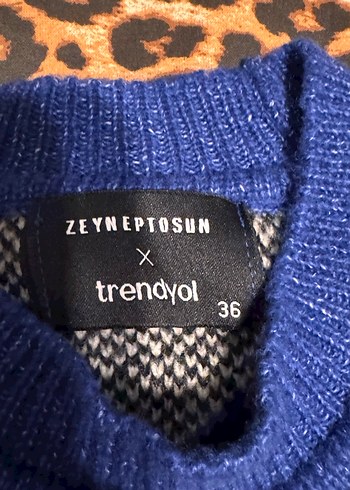 ZEYNEPTOSUN
X
trendyol
36